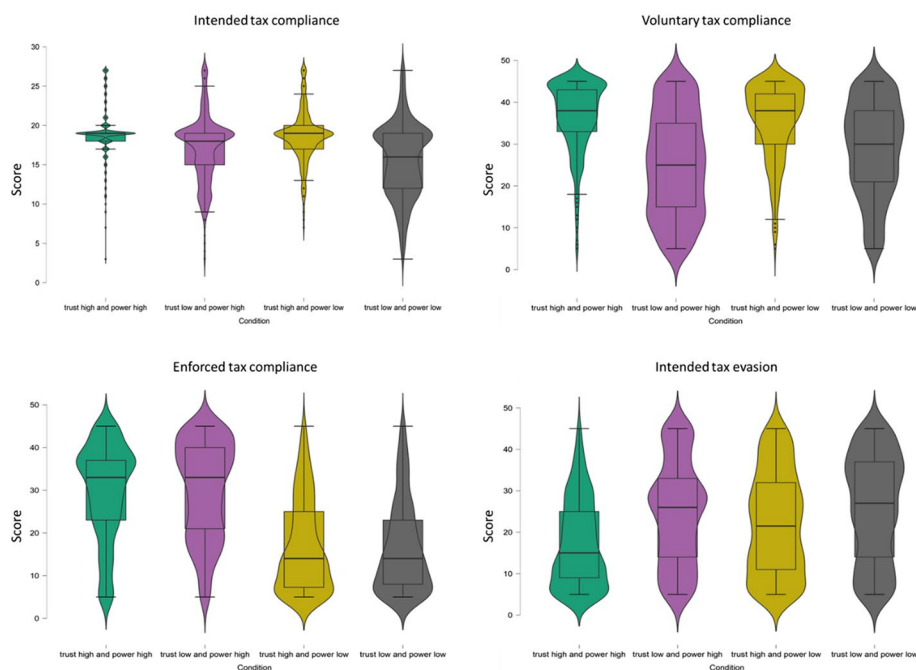 Intended tax compliance
30
25
20
15
10
5
0
Score
trust high and power high trust low and power high trust high and power low trust low and power low
Condition
Voluntary tax compliance
50
40
30
20
10
0
Score
trust high and power high trust low and power high trust high and power low trust low and power low
Condition
Enforced tax compliance
50
40
30
20
10
0
Score
trust high and power high trust low and power high trust high and power low trust low and power low
Condition
Intended tax evasion
50
40
30
20
10
0
Score
trust high and power high trust low and power high trust high and power low trust low and power low
Condition